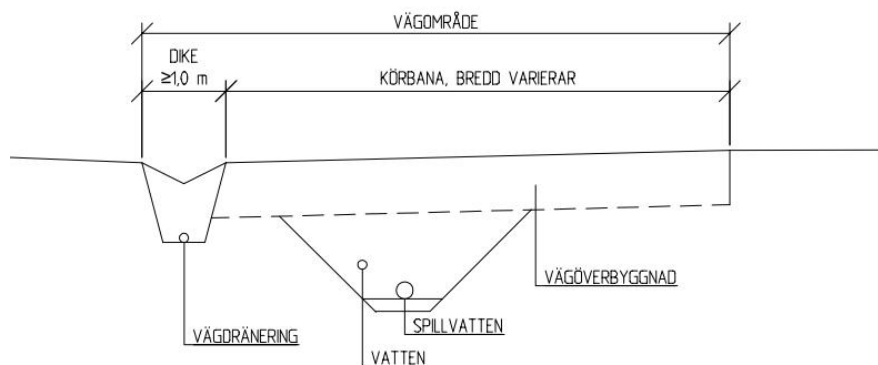 VÄGOMRÅDE
DIKE
≥1,0 m
KÖRBANA, BREDD VARIERAR
VÄGÖVERBYGGNAD
SPILLVATTEN
VÄGDRÄNERING
VATTEN